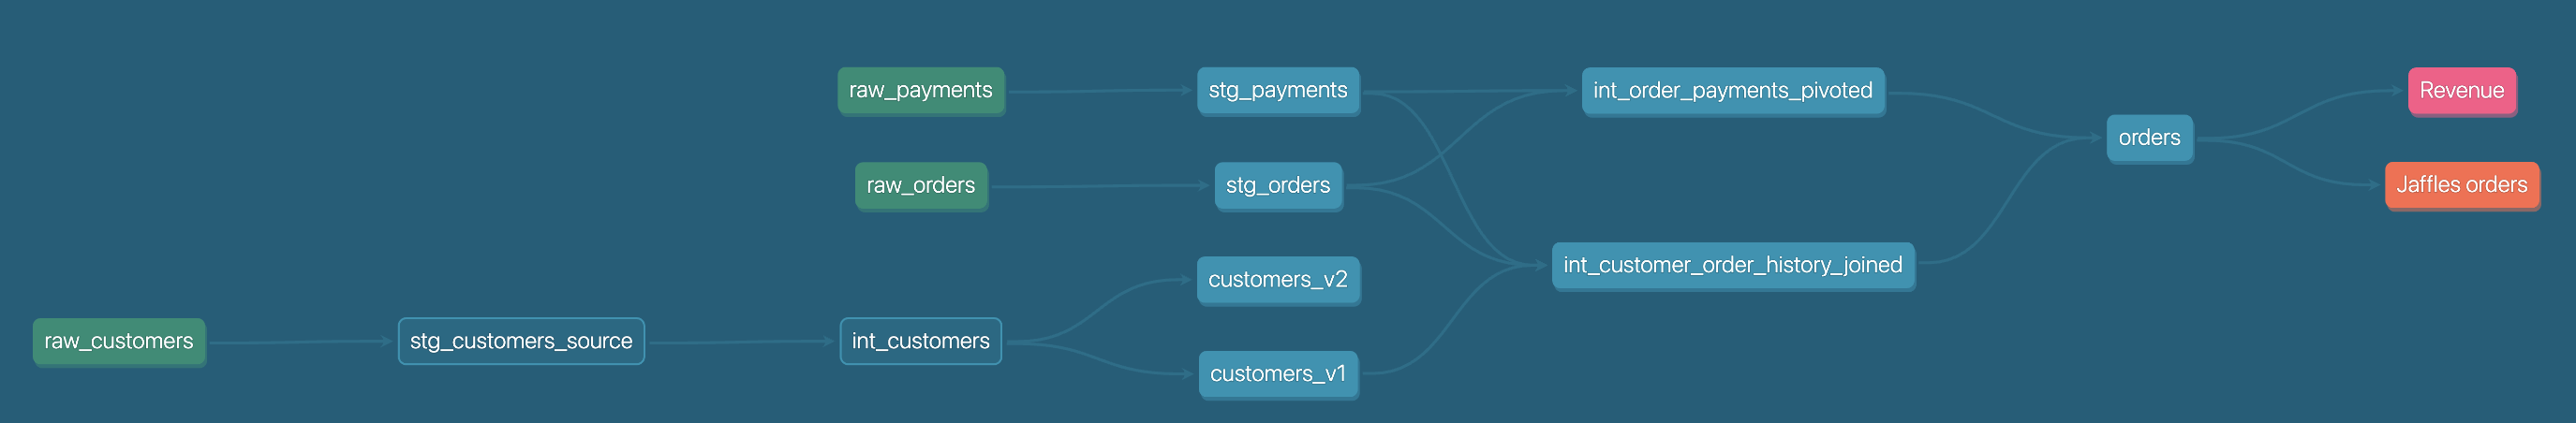 raw_payments
stg_payments
int_order_payments_pivoted
Revenue
orders
raw_orders
stg_orders
Jaffles orders
int_customer_order_history_joined
customers_v2
raw_customers
stg_customers_source
int_customers
customers_v1